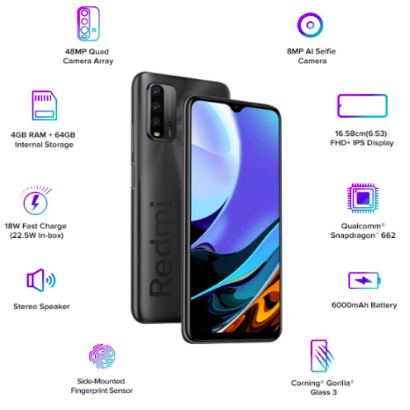 48MP Quad
Camera Array
8MP AI Selfie
Camera
4GB RAM + 64GB
Internal Storage
16.58cm(6.53)
FHD+ IPS Display
18W Fast Charge
(22.5W In-box)
Qualcomm®
Snapdragon™ 662
Stereo Speaker
6000mAh Battery
Side-Mounted
Fingerprint Sensor
Corning® Gorilla®
Glass 3
Redmi